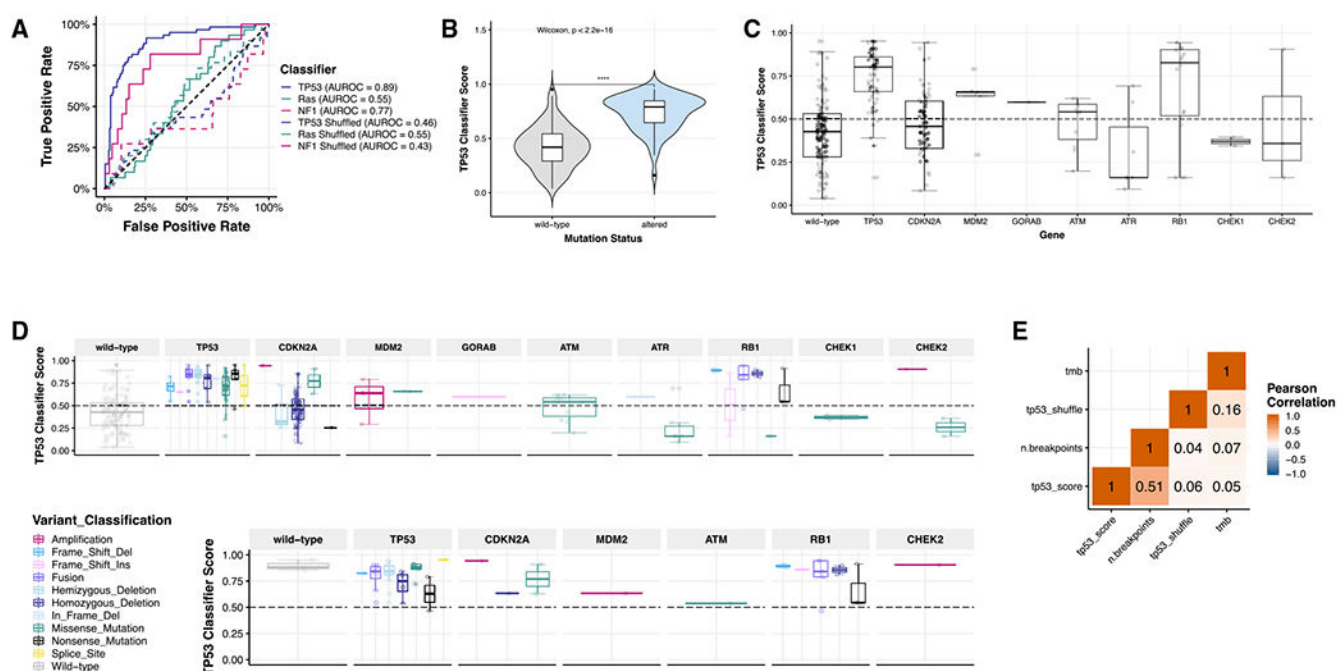 A
100%
75%
50%
25%
0%
True Positive Rate
0%
25%
50%
75%
100%
False Positive Rate
Classifier
TP53 (AUROC = 0.89)
Ras (AUROC = 0.55)
NF1 (AUROC = 0.77)
TP53 Shuffled (AUROC = 0.46)
Ras Shuffled (AUROC = 0.55)
NF1 Shuffled (AUROC = 0.43)
B
Wilcoxon, p < 2.2e−16
1.5
1.0
0.5
0.0
TP53 Classifier Score
****
wild−type
altered
Mutation Status
C
1.00
0.75
0.50
0.25
0.00
TP53 Classifier Score
wild−type
TP53
CDKN2A
MDM2
GORAB
ATM
ATR
RB1
CHEK1
CHEK2
Gene
D
wild−type
TP53
CDKN2A
MDM2
GORAB
ATM
ATR
RB1
CHEK1
CHEK2
1.00
0.75
0.50
0.25
0.00
TP53 Classifier Score
Variant_Classification
Amplification
Frame_Shift_Del
Frame_Shift_Ins
Fusion
Hemizygous_Deletion
Homozygous_Deletion
In_Frame_Del
Missense_Mutation
Nonsense_Mutation
Splice_Site
Wild−type
wild−type
TP53
CDKN2A
MDM2
ATM
RB1
CHEK2
1.00
0.75
0.50
0.25
0.00
TP53 Classifier Score
E
tmb
tp53_shuffle
n.breakpoints
tp53_score
1
1 0.16
1 0.04 0.07
1 0.51 0.06 0.05
tp53_score
n.breakpoints
tp53_shuffle
tmb
Pearson
Correlation
1.0
0.5
0.0
−0.5
−1.0